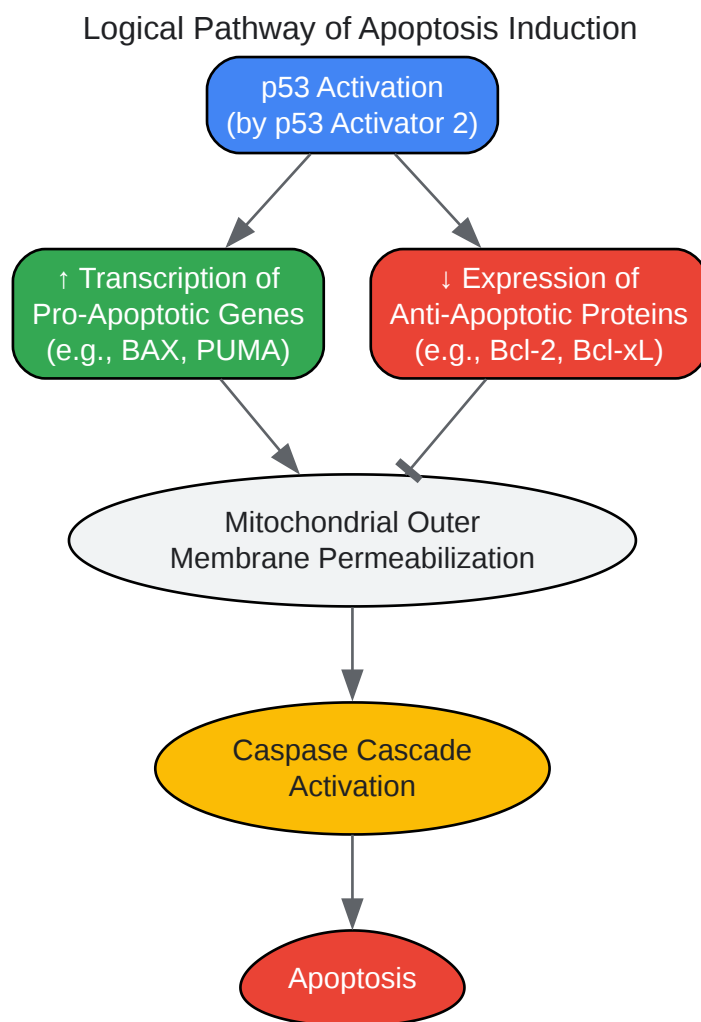 Logical Pathway of Apoptosis Induction
p53 Activation
(by p53 Activator 2)
↑ Transcription of
Pro-Apoptotic Genes
(e.g., BAX, PUMA)
↓ Expression of
Anti-Apoptotic Proteins
(e.g., Bcl-2, Bcl-xL)
Mitochondrial Outer
Membrane Permeabilization
Caspase Cascade
Activation
Apoptosis